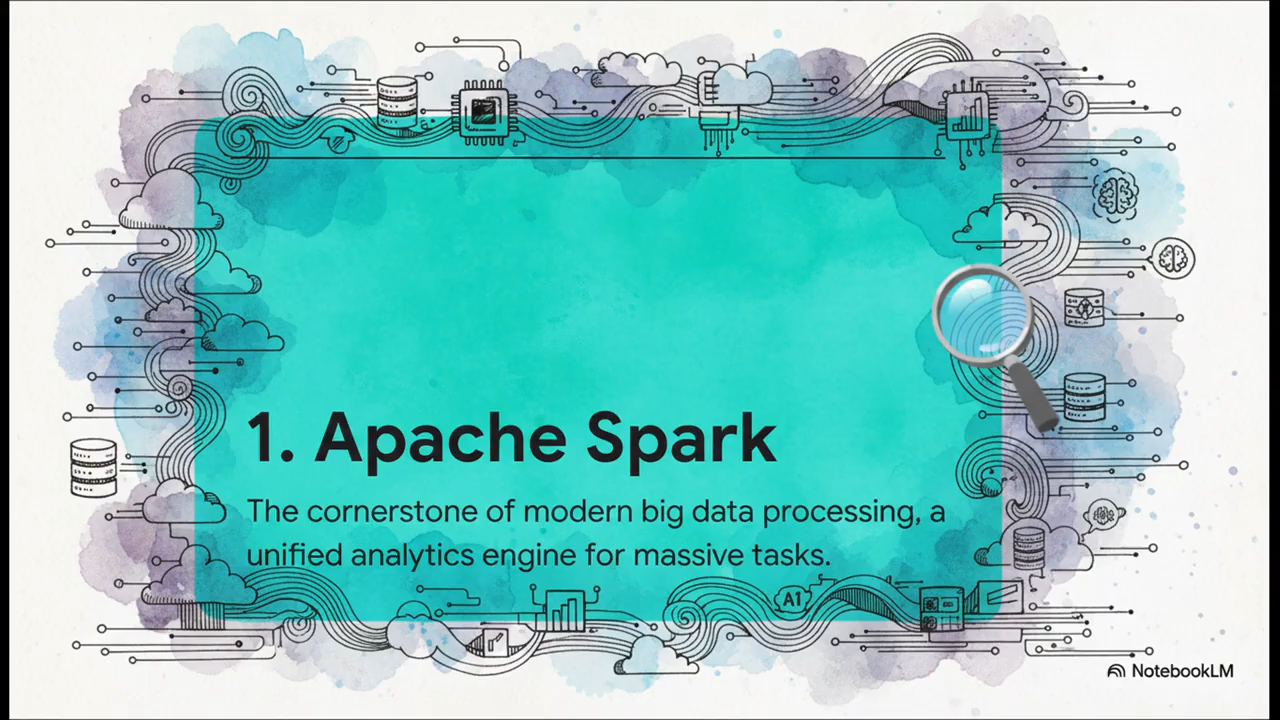 1. Apache Spark
The cornerstone of modern big data processing, a
unified analytics engine for massive tasks.
AI
NotebookLM